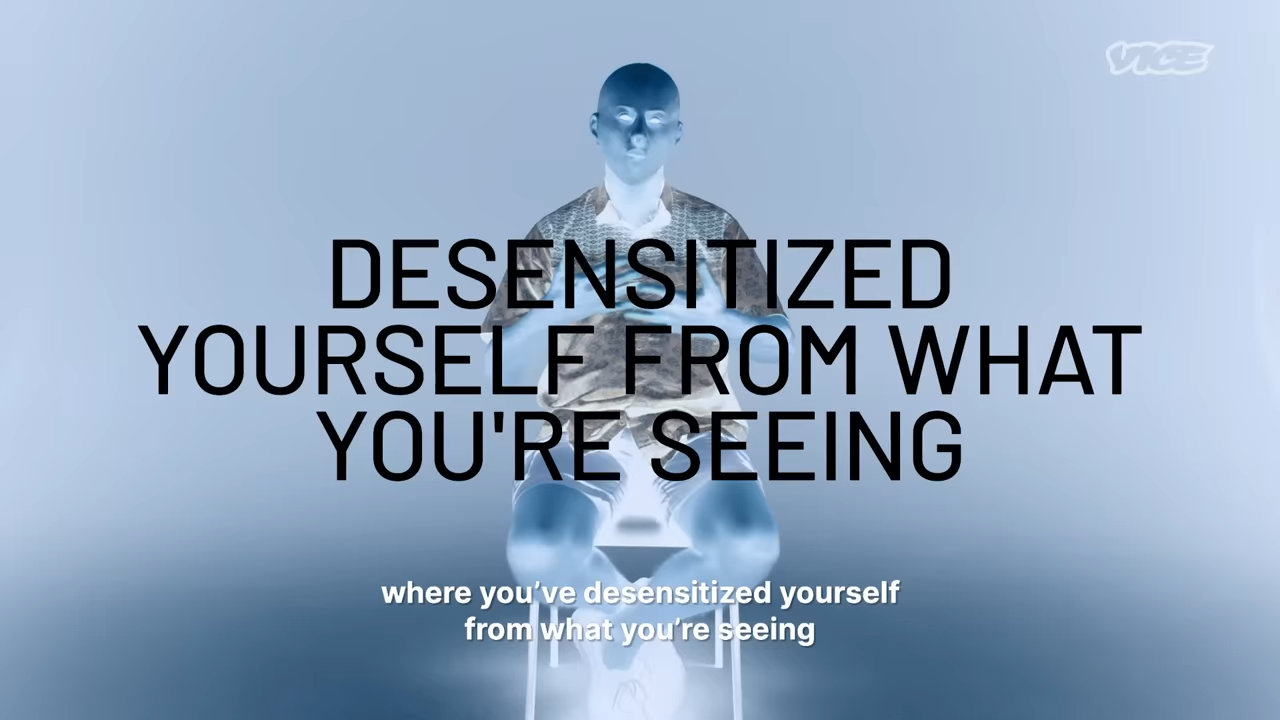 VICE
DESENSITIZED
YOURSELF FROM WHAT
YOU'RE SEEING
where you’ve desensitized yourself
from what you’re seeing